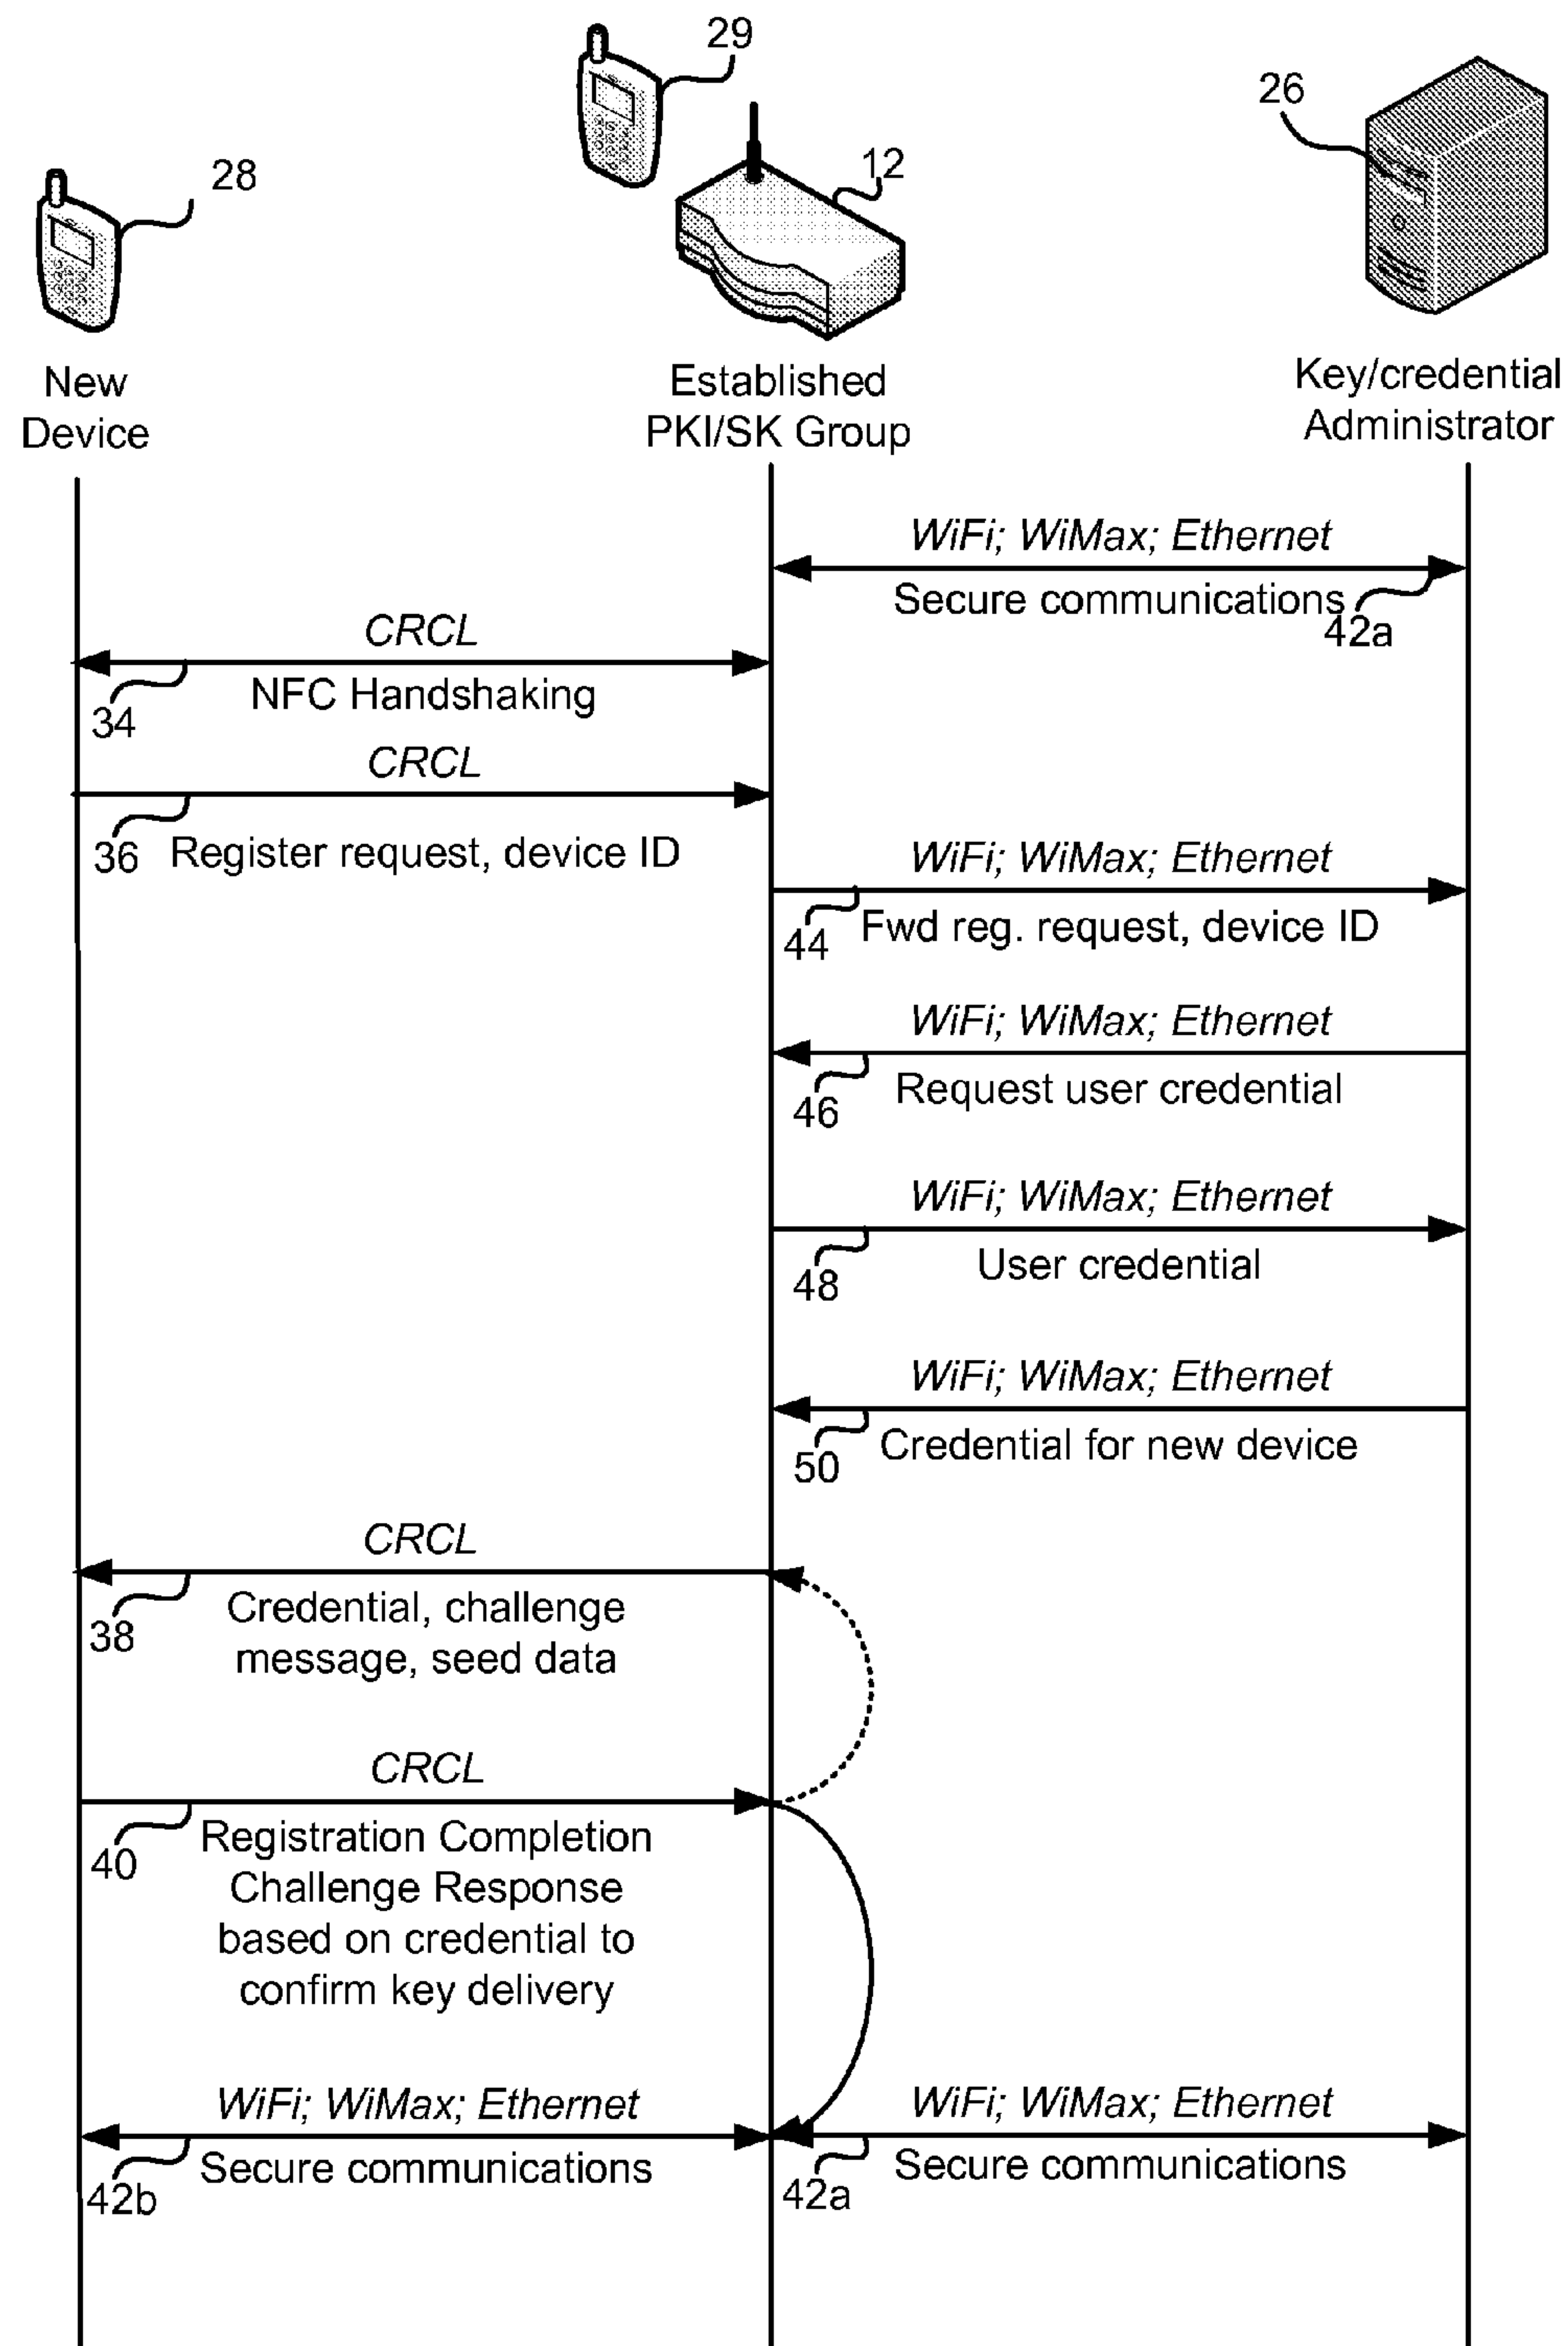 29
28
12
26
New
Device
Established
PKI/SK Group
Key/credential
Administrator
WiFi; WiMax; Ethernet
Secure communications
42a
CRCL
34
NFC Handshaking
CRCL
36
Register request, device ID
WiFi; WiMax; Ethernet
44
Fwd reg. request, device ID
WiFi; WiMax; Ethernet
46
Request user credential
WiFi; WiMax; Ethernet
48
User credential
WiFi; WiMax; Ethernet
50
Credential for new device
CRCL
38
Credential, challenge
message, seed data
CRCL
40
Registration Completion
Challenge Response
based on credential to
confirm key delivery
WiFi; WiMax; Ethernet
42b
Secure communications
WiFi; WiMax; Ethernet
42a
Secure communications